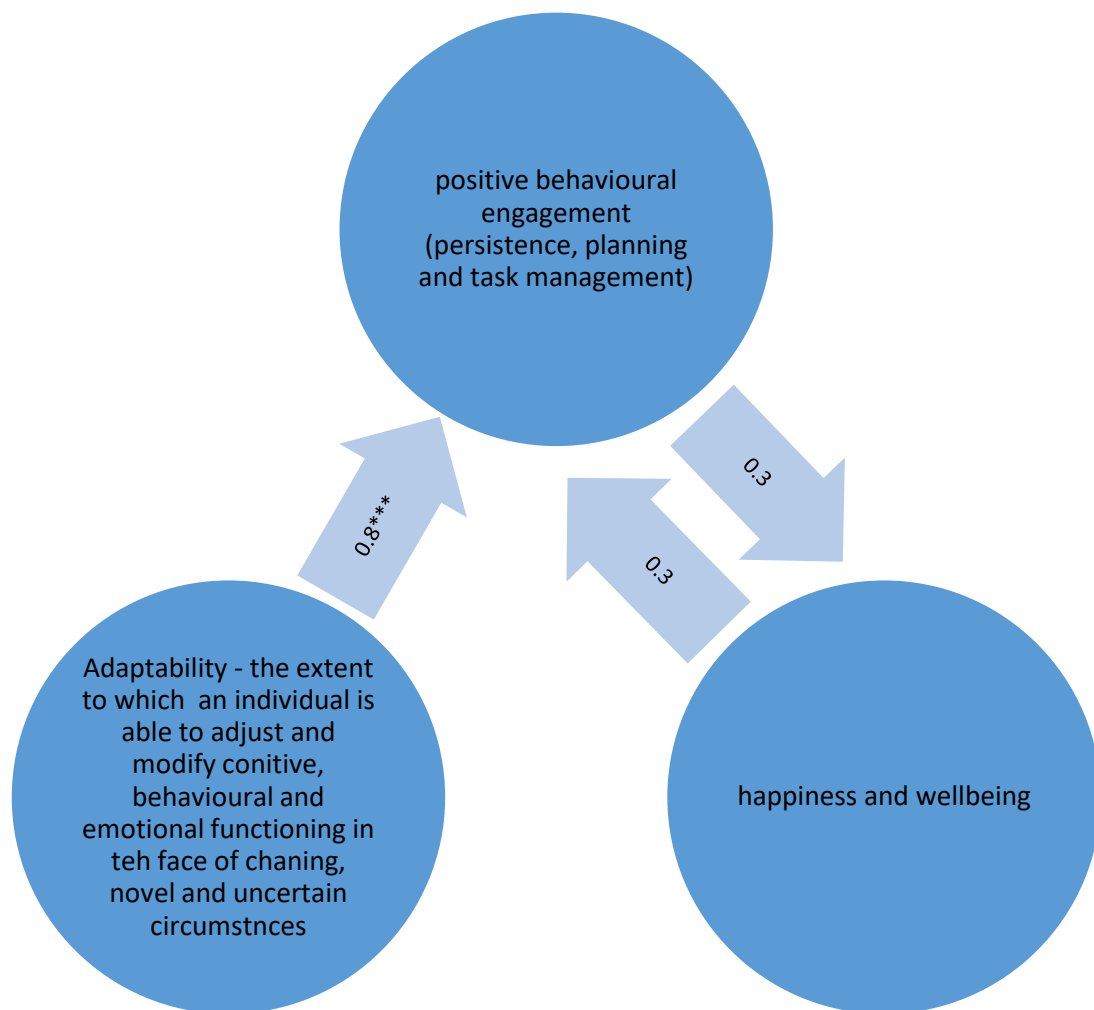 positive behavioural
engagement
(persistence, planning
and task management)
0.8***
0.3
0.3
Adaptability - the extent
to which  an individual is
able to adjust and
modify conitive,
behavioural and
emotional functioning in
teh face of chaning,
novel and uncertain
circumstnces
happiness and wellbeing